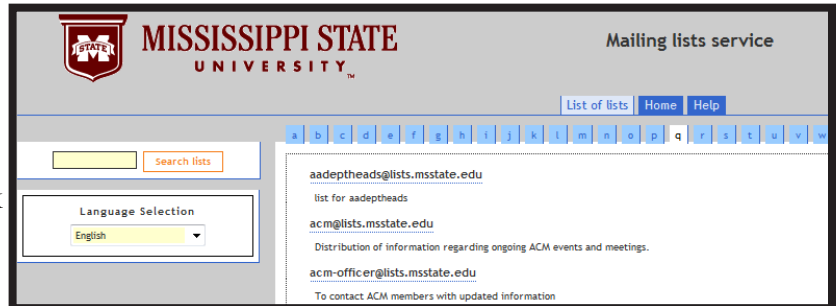 STATE
MISSISSIPPI STATE
UNIVERSITY™
Mailing lists service
List of lists Home Help
a b c d e f g h i j k l m n o p q r s t u v w
Search lists
Language Selection
English
aadeptheads@lists.msstate.edu
list for aadeptheads
acm@lists.msstate.edu
Distribution of information regarding ongoing ACM events and meetings.
acm-officer@lists.msstate.edu
To contact ACM members with updated information